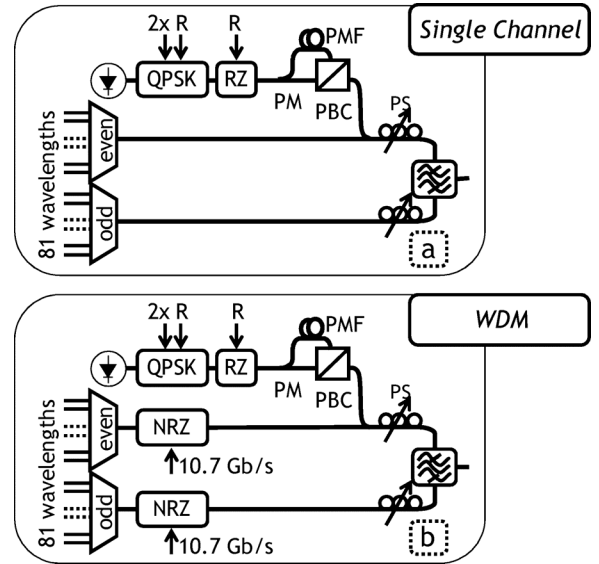 Single Channel
2x R
R
PMF
QPSK
RZ
PM
PBC
PS
81 wavelengths
even
odd
a
WDM
2x R
R
PMF
QPSK
RZ
PM
PBC
PS
81 wavelengths
even
NRZ
10.7 Gb/s
odd
NRZ
10.7 Gb/s
b